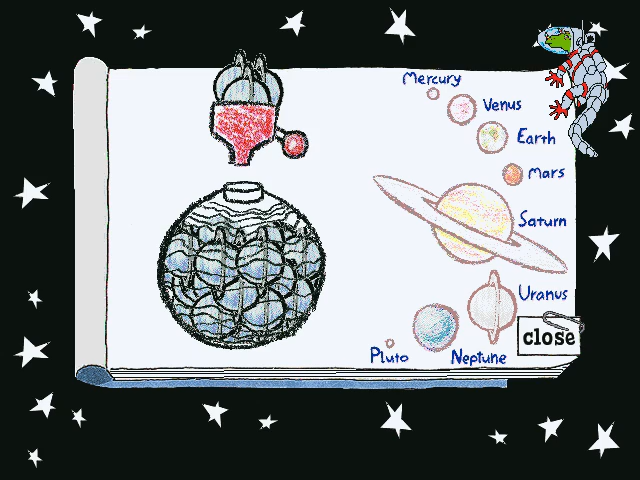 Mercury
Venus
Earth
Mars
Saturn
Uranus
close
Pluto
Neptune